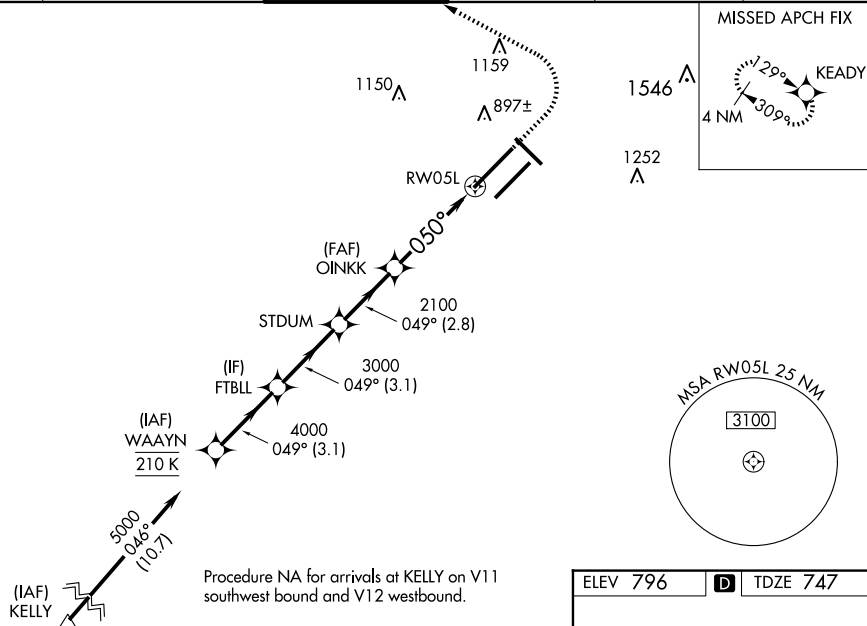 MISSED APCH FIX
129°
KEADY
4 NM
309°
1159
1150
897±
1546
1252
RW05L
050°
(FAF)
OINKK
2100
049° (2.8)
STDUM
(IF)
FTBLL
3000
049° (3.1)
(IAF)
WAAYN
210 K
4000
049° (3.1)
5000
046°
(10.7)
(IAF)
KELLY
Procedure NA for arrivals at KELLY on V11
southwest bound and V12 westbound.
MSA RW05L 25 NM
3100
ELEV 796 D TDZE 747